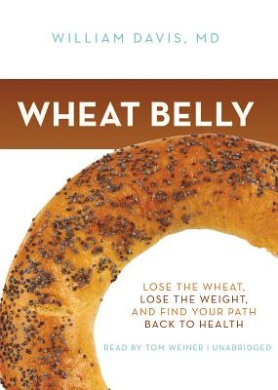 WILLIAM DAVIS, MD
WHEAT BELLY
LOSE THE WHEAT,
LOSE THE WEIGHT,
AND FIND YOUR PATH
BACK TO HEALTH
READ BY TOM WEINER | UNABRIDGED